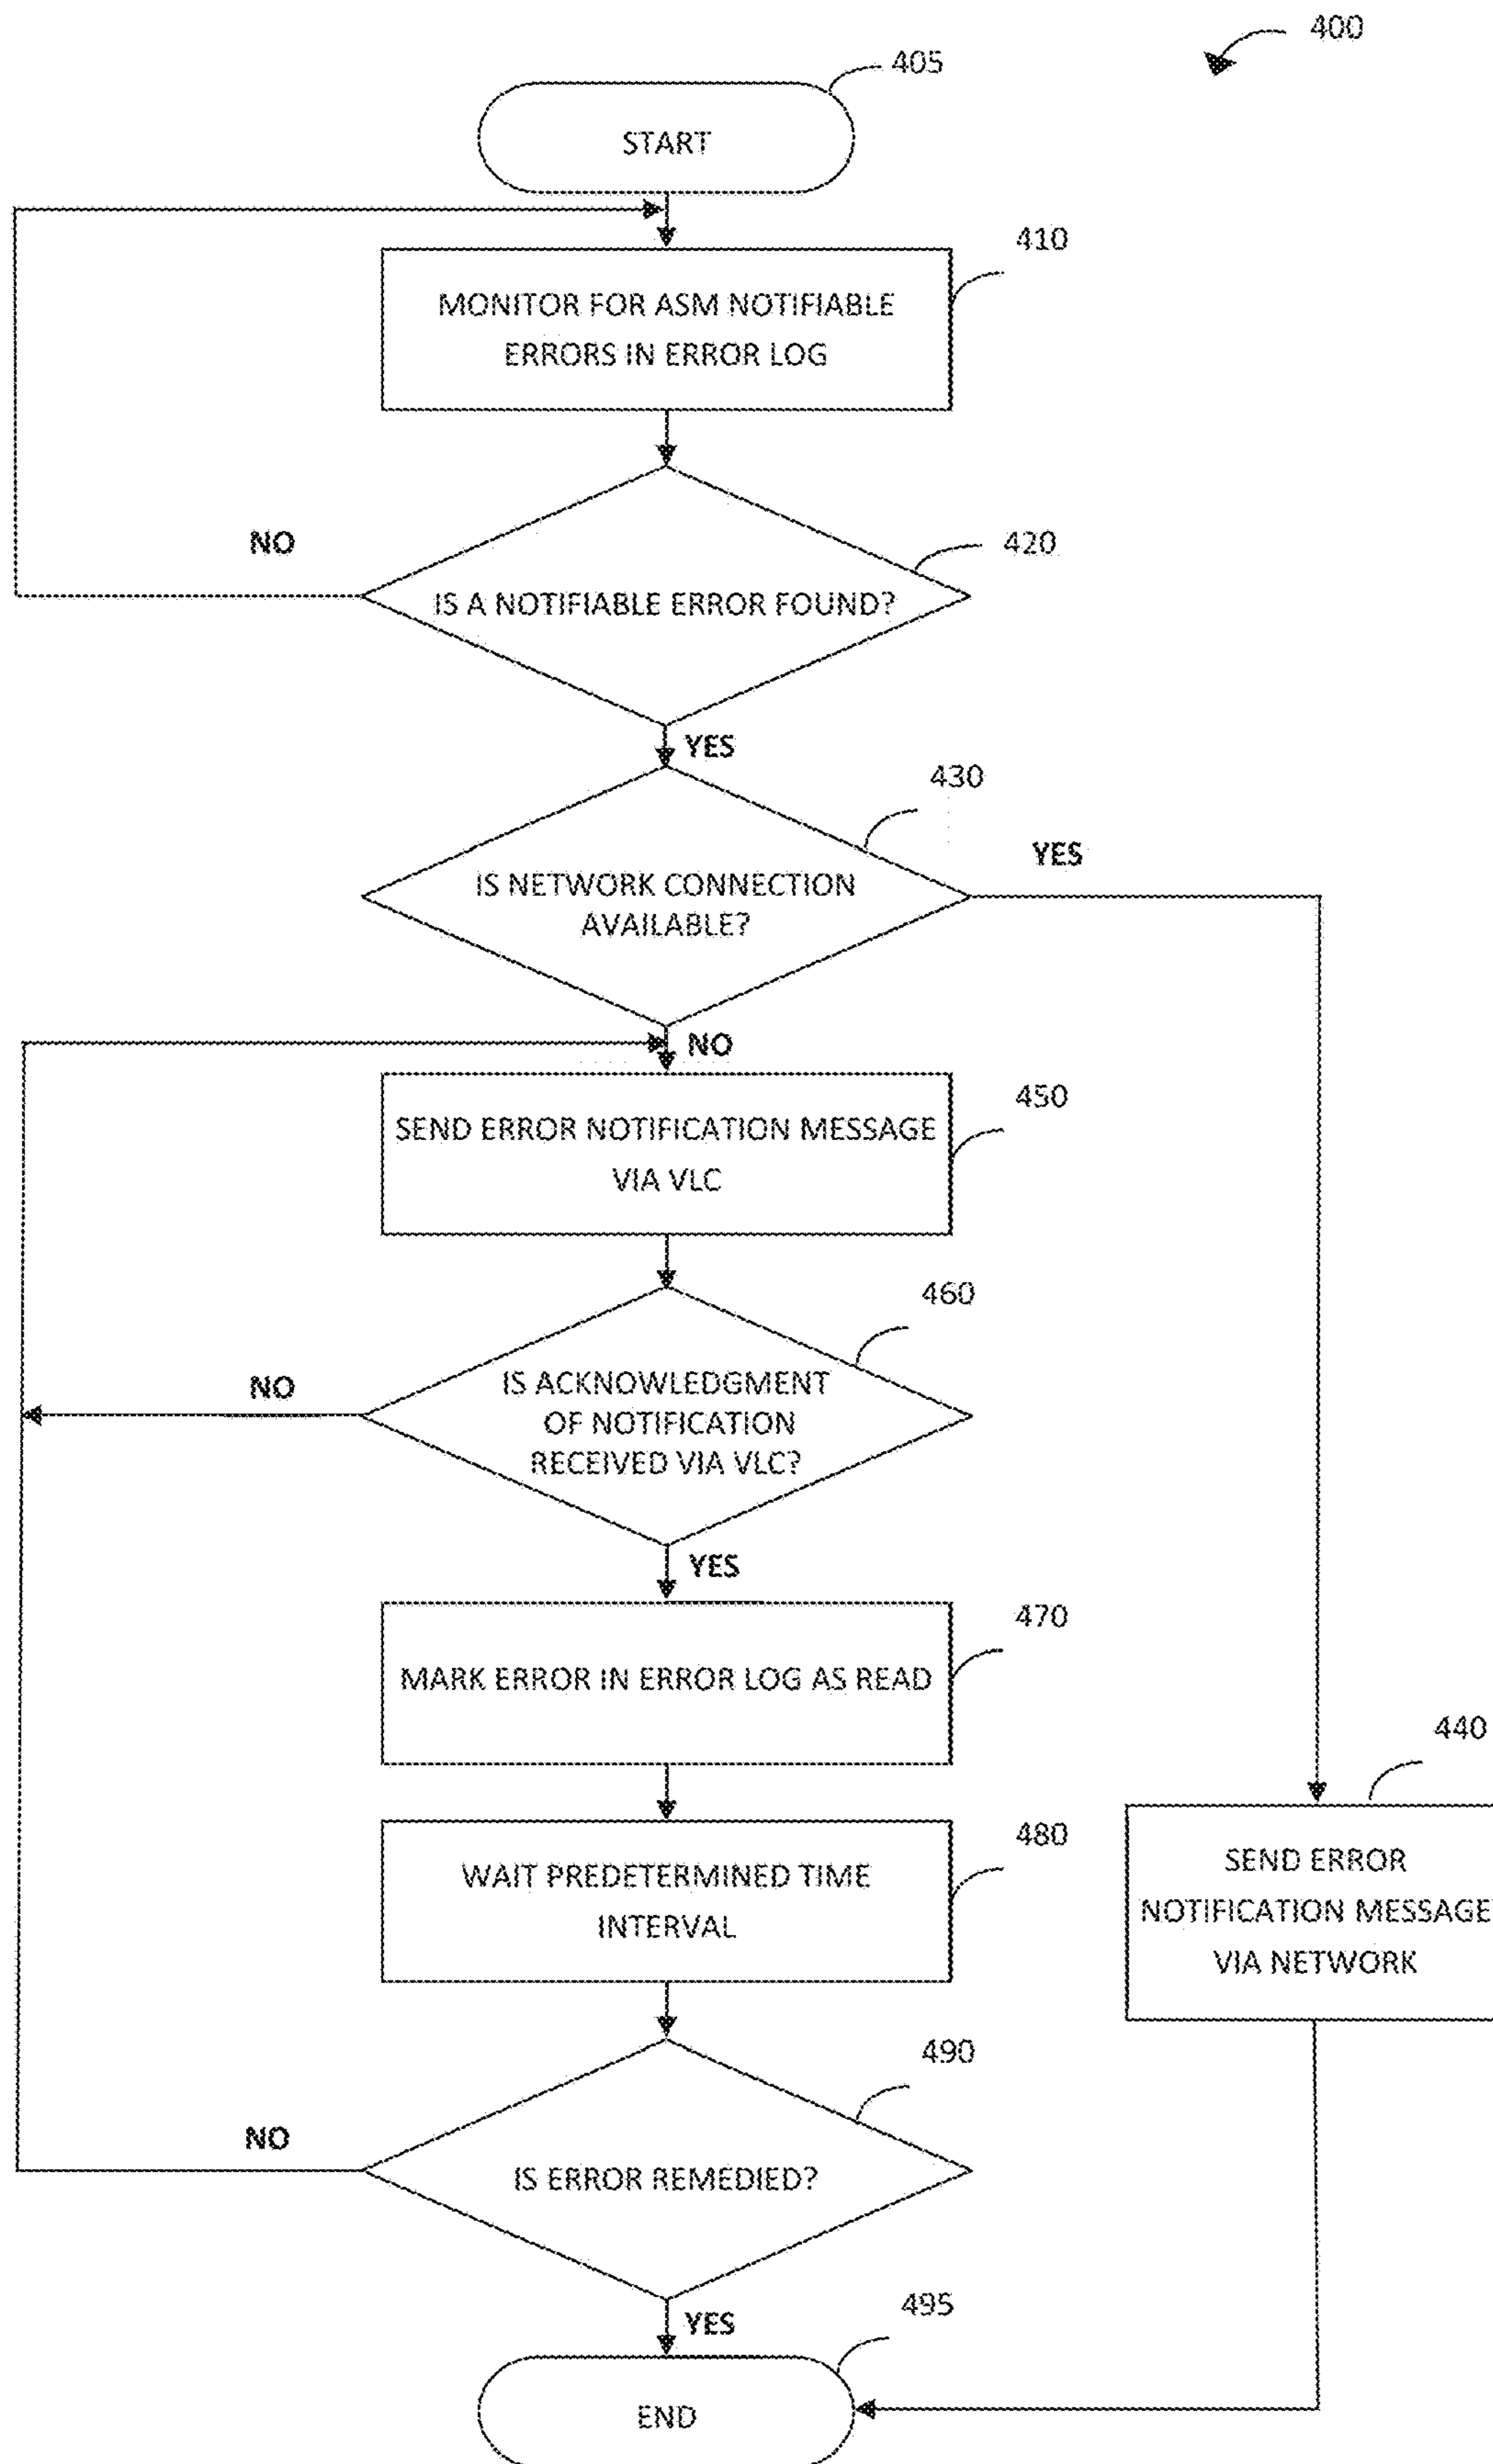 400
405
START
410
MONITOR FOR ASM NOTIFIABLE
ERRORS IN ERROR LOG
NO
420
IS A NOTIFIABLE ERROR FOUND?
YES
430
YES
IS NETWORK CONNECTION
AVAILABLE?
NO
450
SEND ERROR NOTIFICATION MESSAGE
VIA VLC
460
NO
IS ACKNOWLEDGMENT
OF NOTIFICATION
RECEIVED VIA VLC?
YES
470
MARK ERROR IN ERROR LOG AS READ
440
480
WAIT PREDETERMINED TIME
INTERVAL
SEND ERROR
NOTIFICATION MESSAGE
VIA NETWORK
490
NO
IS ERROR REMEDIED?
495
YES
END